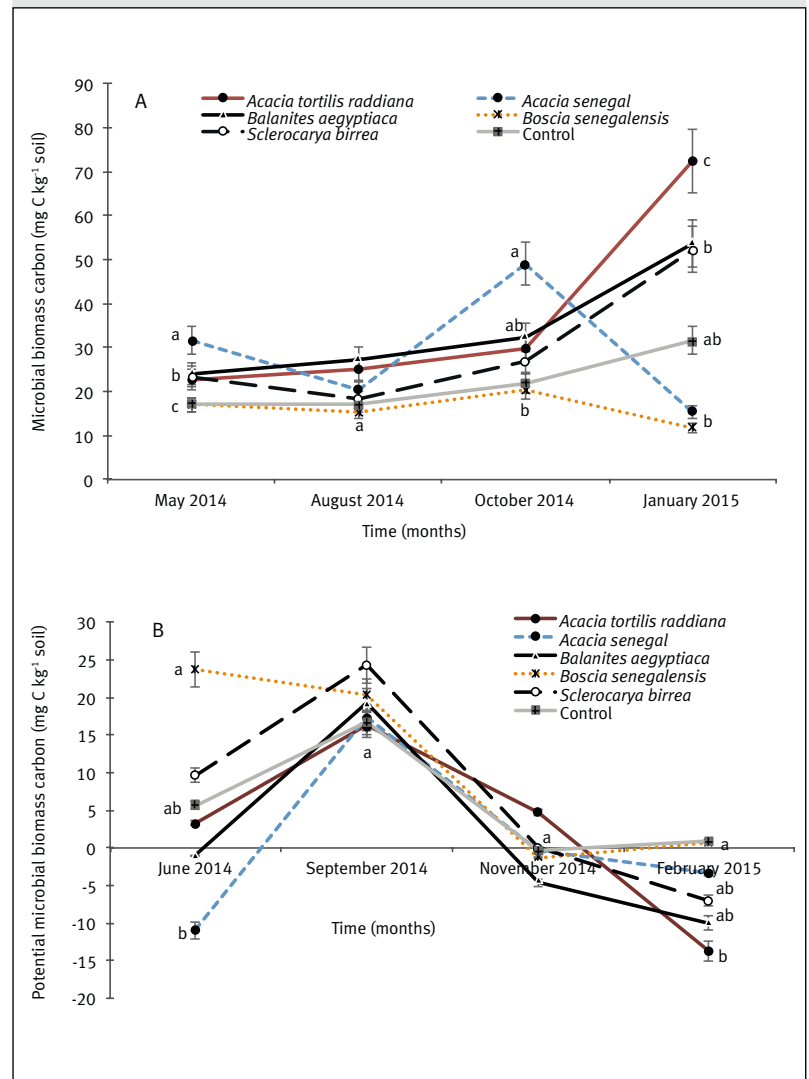 A
Acacia tortilis raddiana
Acacia senegal
Balanites aegyptiaca
Boscia senegalensis
Sclerocarya birrea
Control
Microbial biomass carbon (mg C kg⁻¹ soil)
90
80
70
60
50
40
30
20
10
0
a
b
c
a
a
ab
b
c
b
ab
b
May 2014
August 2014
October 2014
January 2015
Time (months)
B
Acacia tortilis raddiana
Acacia senegal
Balanites aegyptiaca
Boscia senegalensis
Sclerocarya birrea
Control
Potential microbial biomass carbon (mg C kg⁻¹ soil)
30
25
20
15
10
5
0
-5
-10
-15
-20
a
ab
b
a
a
a
ab
ab
b
June 2014
September 2014
November 2014
February 2015
Time (months)